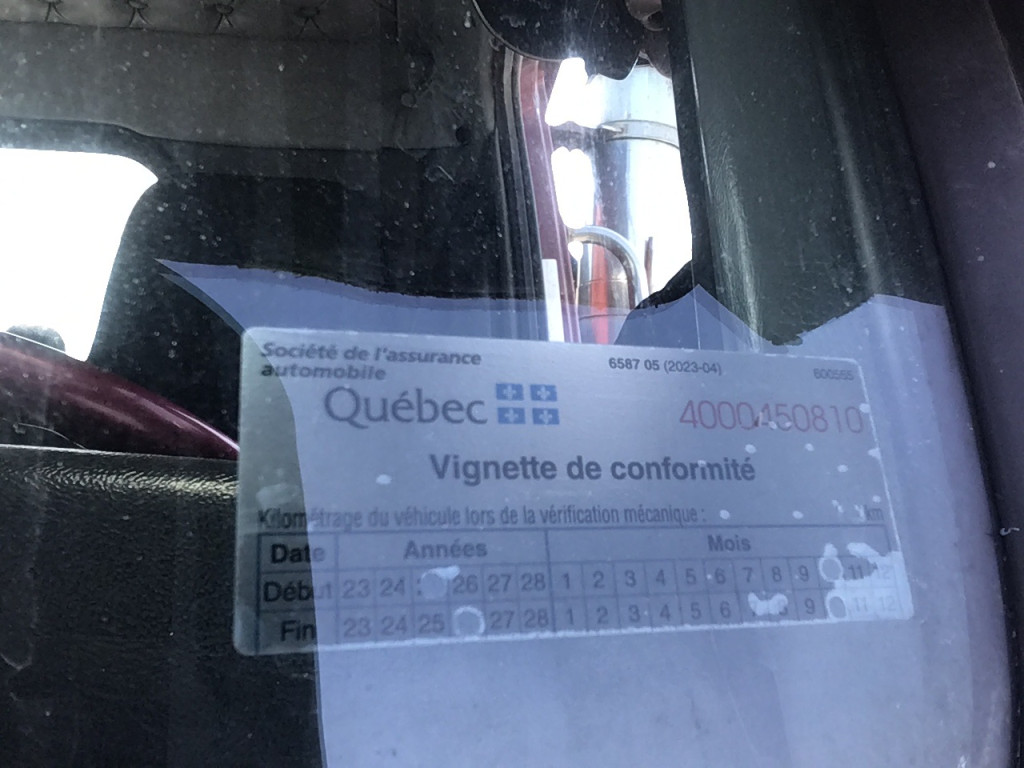 Société de l'assurance
automobile
Québec
6587 05 (2023-04)
4000450810
Vignette de conformité
Kilométrage du véhicule lors de la vérification mécanique : km
Date Années Mois
Début 23 24 26 27 28 1 2 3 4 5 6 7 8 9 11 12
Fin 23 24 25 27 28 1 2 3 4 5 6 8 9 11 12